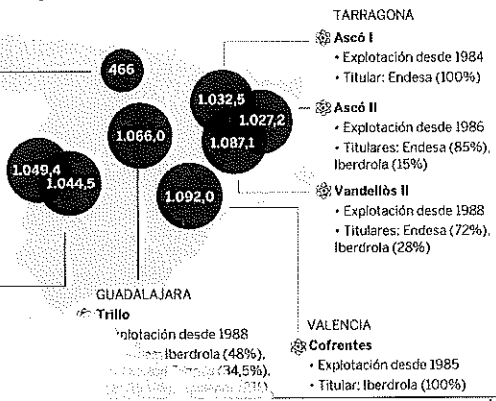 TARRAGONA
Ascó I
• Explotación desde 1984
• Titular: Endesa (100%)
Ascó II
• Explotación desde 1986
• Titulares: Endesa (85%),
Iberdrola (15%)
Vandellòs II
• Explotación desde 1988
• Titulares: Endesa (72%),
Iberdrola (28%)
466
1.032,5
1.027,2
1.066,0
1.087,1
1.049,4
1.044,5
1.092,0
GUADALAJARA
Trillo
desde 1988
Iberdrola (48%),
(34,5%),
VALENCIA
Cofrentes
• Explotación desde 1985
• Titular: Iberdrola (100%)